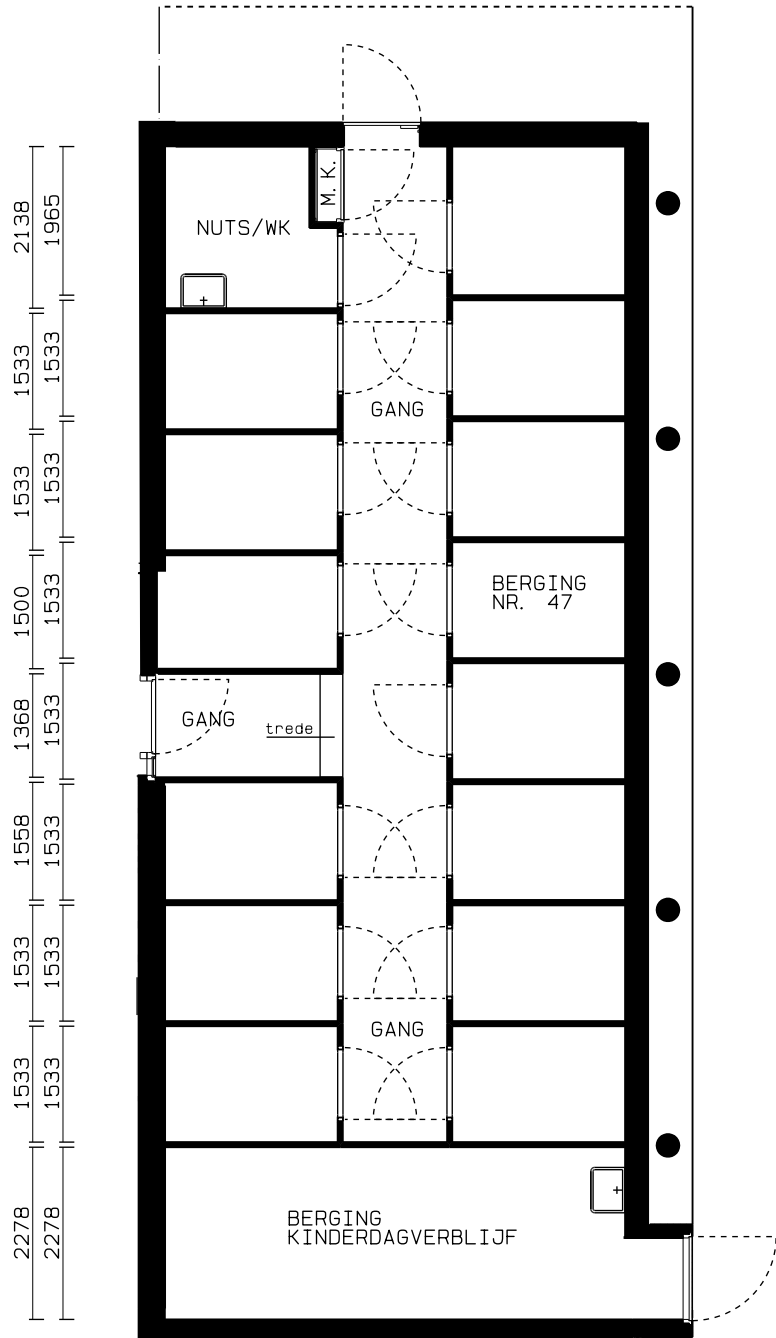 M. K.
NUTS/WK
2138
1965
1533
1533
GANG
1533
1533
BERGING
NR. 47
1500
1533
GANG
trede
1368
1533
1558
1533
1533
1533
GANG
1533
1533
BERGING
KINDERDAGVERBLIJF
2278
2278